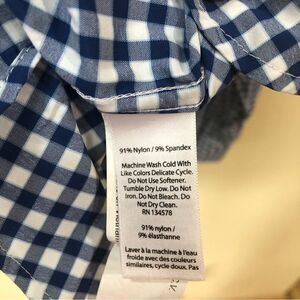 91% Nylon / 9% Spandex
Machine Wash Cold With
Like Colors Delicate Cycle.
Do Not Use Softener.
Tumble Dry Low. Do Not
Iron. Do Not Bleach. Do
Not Dry Clean.
RN 134578
91% nylon /
9% élasthanne
Laver à la machine à l'eau
froide avec des couleurs
similaires, cycle doux. Pas